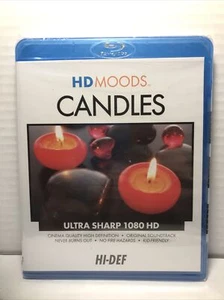 HD MOODS
CANDLES
ULTRA SHARP 1080 HD
CINEMA QUALITY HIGH DEFINITION • ORIGINAL SOUNDTRACK
NEVER BURNS OUT • NO FIRE HAZARDS • KID FRIENDLY
HI-DEF